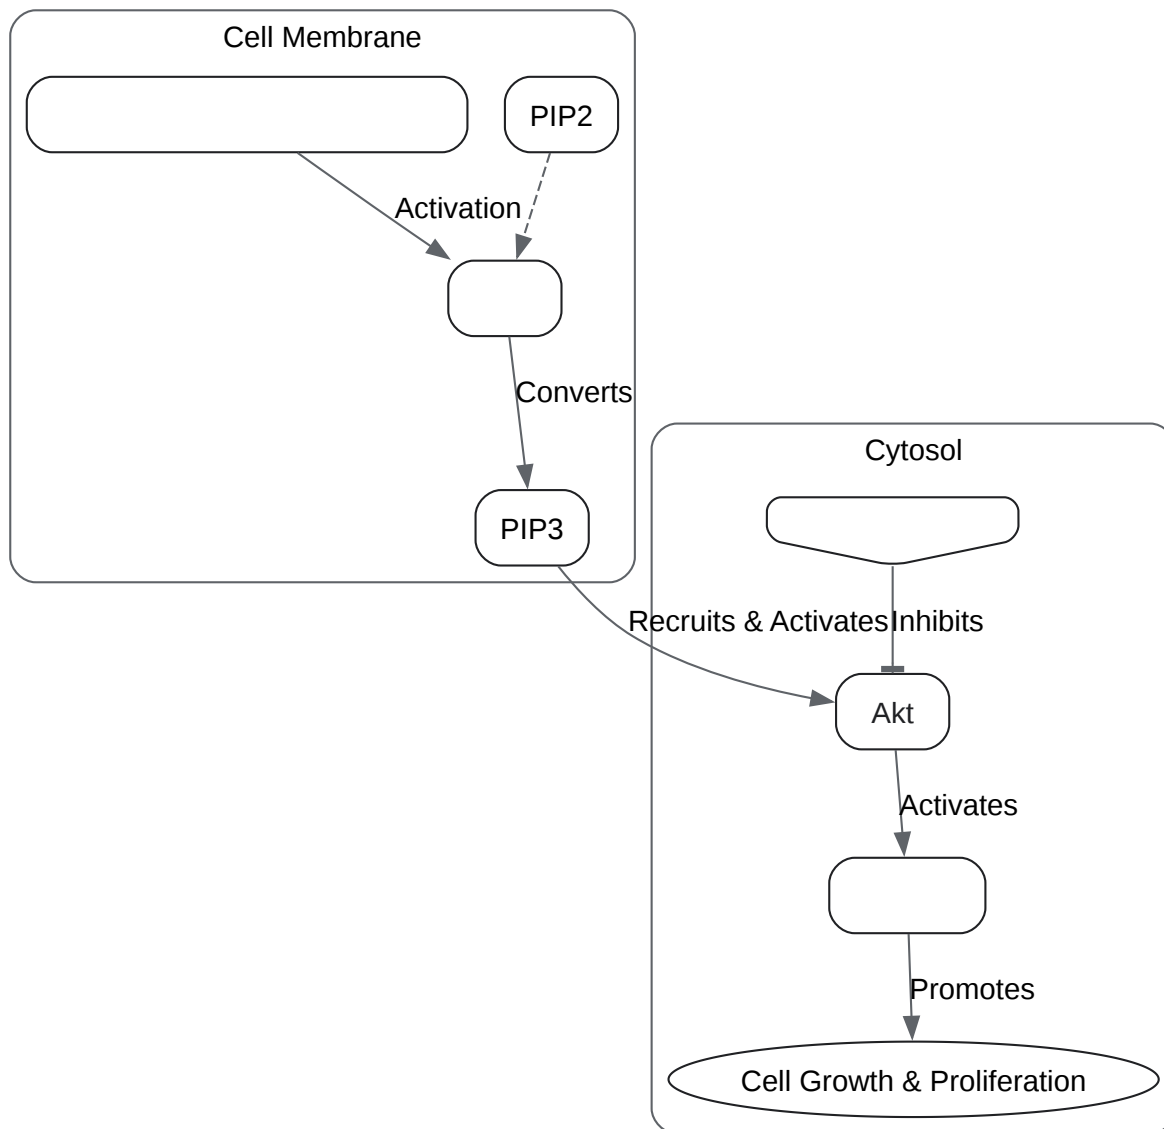 Cell Membrane
PIP2
Activation
Converts
PIP3
Cytosol
Recruits & Activates
Inhibits
Akt
Activates
Promotes
Cell Growth & Proliferation